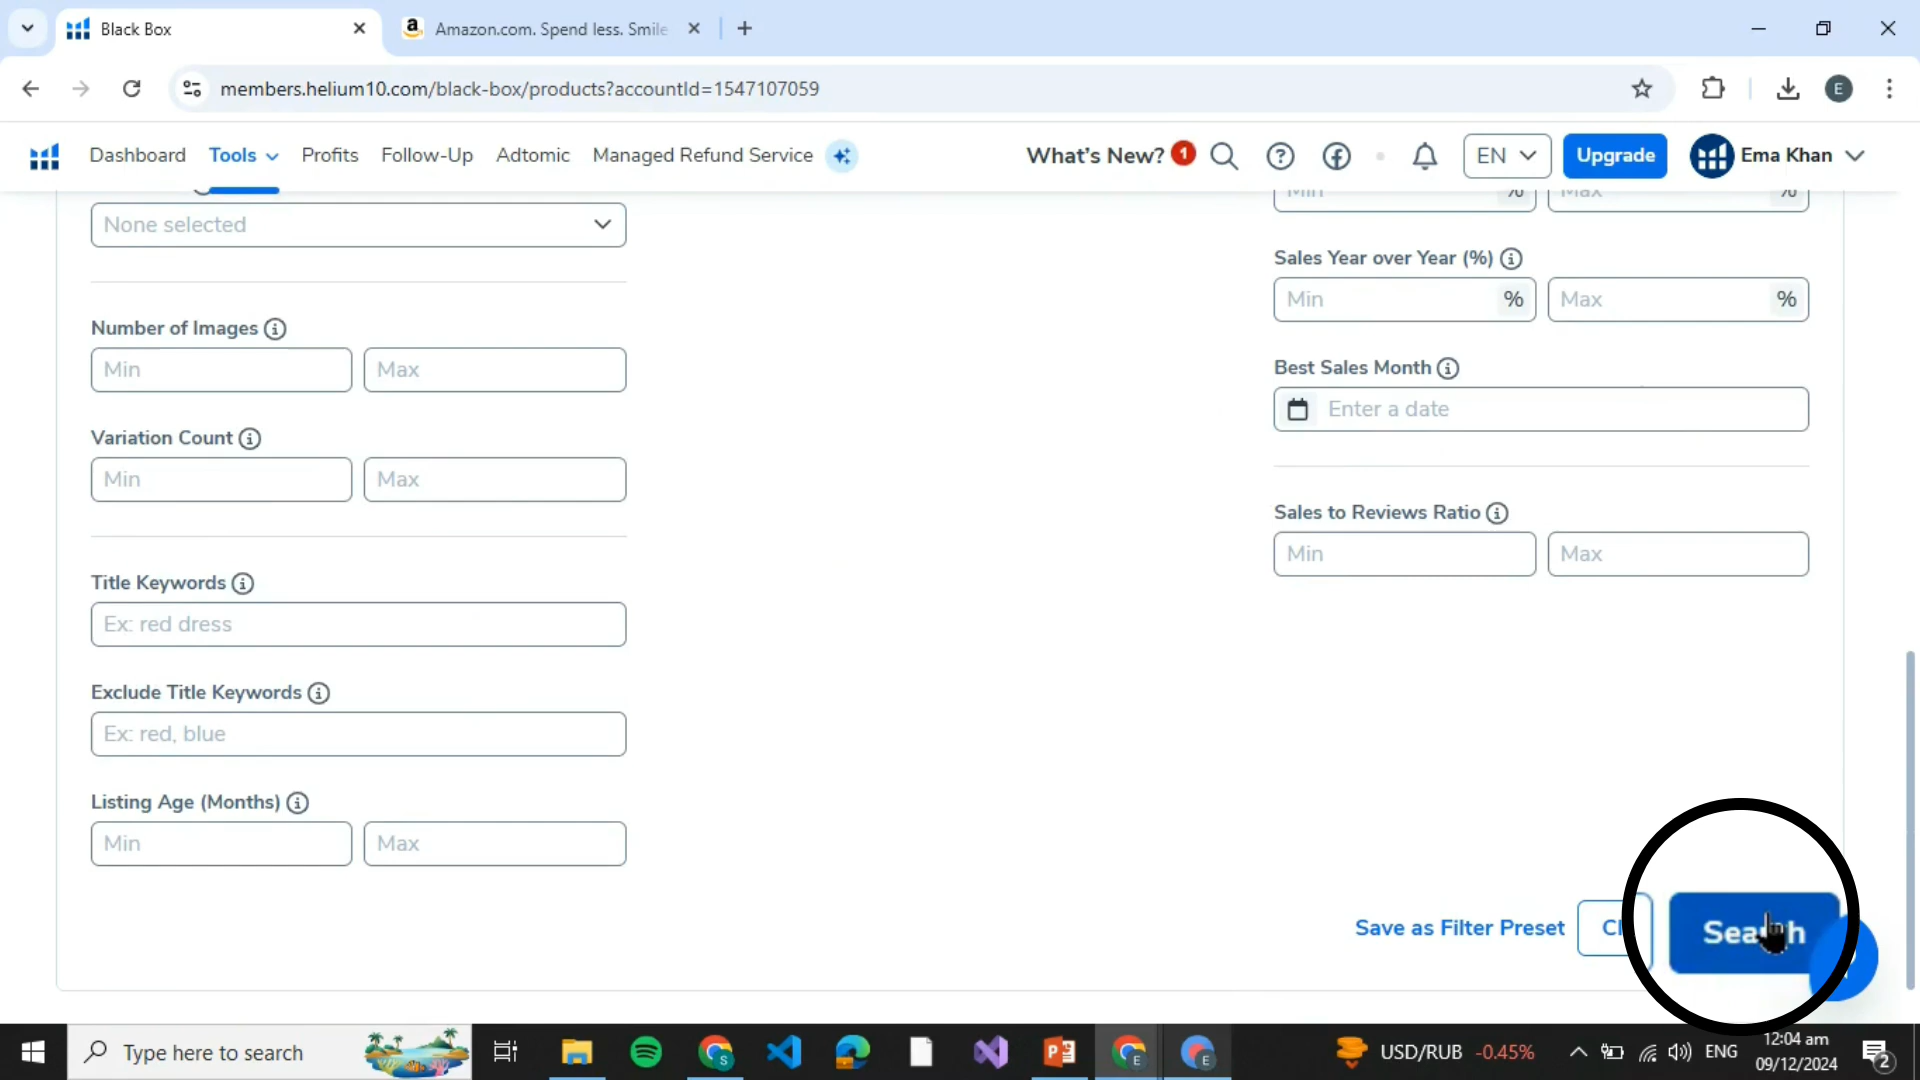 Black Box
Amazon.com. Spend less. Smile
members.helium10.com/black-box/products?accountId=1547107059
Dashboard Tools Profits Follow-Up Adtomic Managed Refund Service What's New? 1 EN Upgrade Ema Khan
None selected
Min % Max %
Sales Year over Year (%)
Min % Max %
Number of Images
Min Max
Best Sales Month
Enter a date
Variation Count
Min Max
Sales to Reviews Ratio
Min Max
Title Keywords
Ex: red dress
Exclude Title Keywords
Ex: red, blue
Listing Age (Months)
Min Max
Save as Filter Preset Search
Type here to search
USD/RUB -0.45% ENG
12:04 am
09/12/2024
2